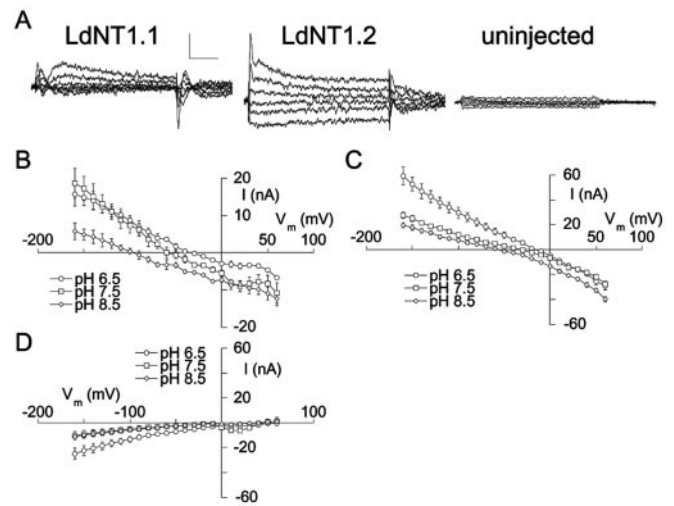 A
LdNT1.1
LdNT1.2
uninjected
B
20
I (nA)
10
V_m (mV)
-200
50
100
pH 6.5
pH 7.5
pH 8.5
-20
C
60
I (nA)
20
V_m (mV)
-200
50
100
pH 6.5
pH 7.5
pH 8.5
-60
D
60
pH 6.5
pH 7.5
pH 8.5
I (nA)
V_m (mV)
20
-200
-100
100
-20
-60